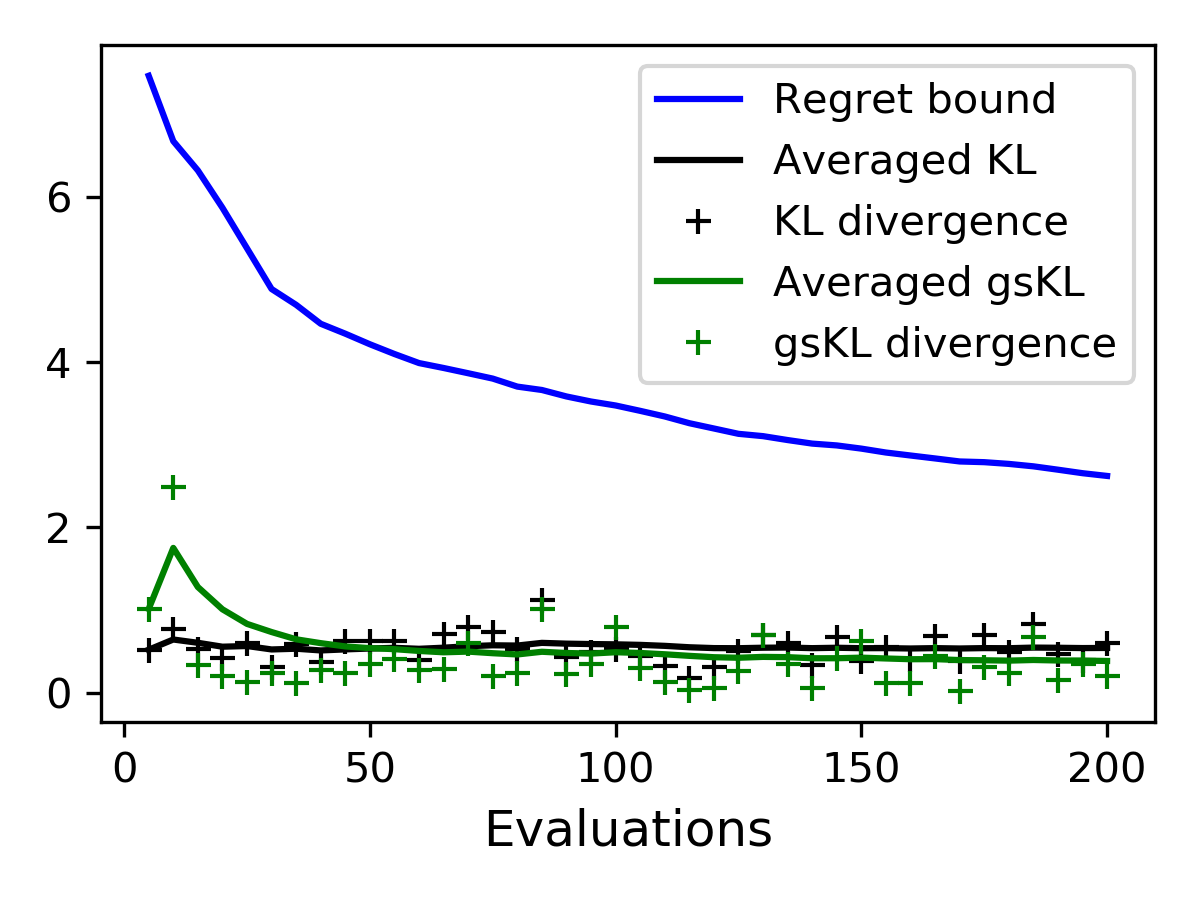 Regret bound
Averaged KL
KL divergence
Averaged gsKL
gsKL divergence
6
4
2
0
0 50 100 150 200
Evaluations